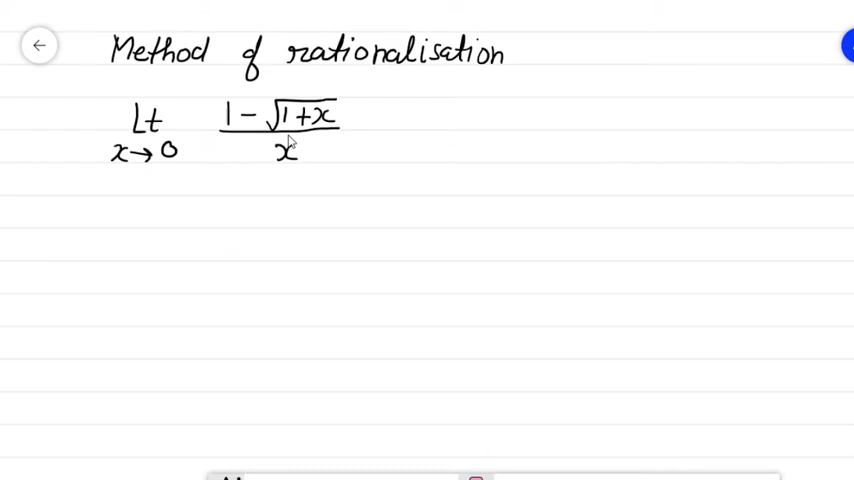 Method of rationalisation
Lt 1 - √1+x
x→0 x